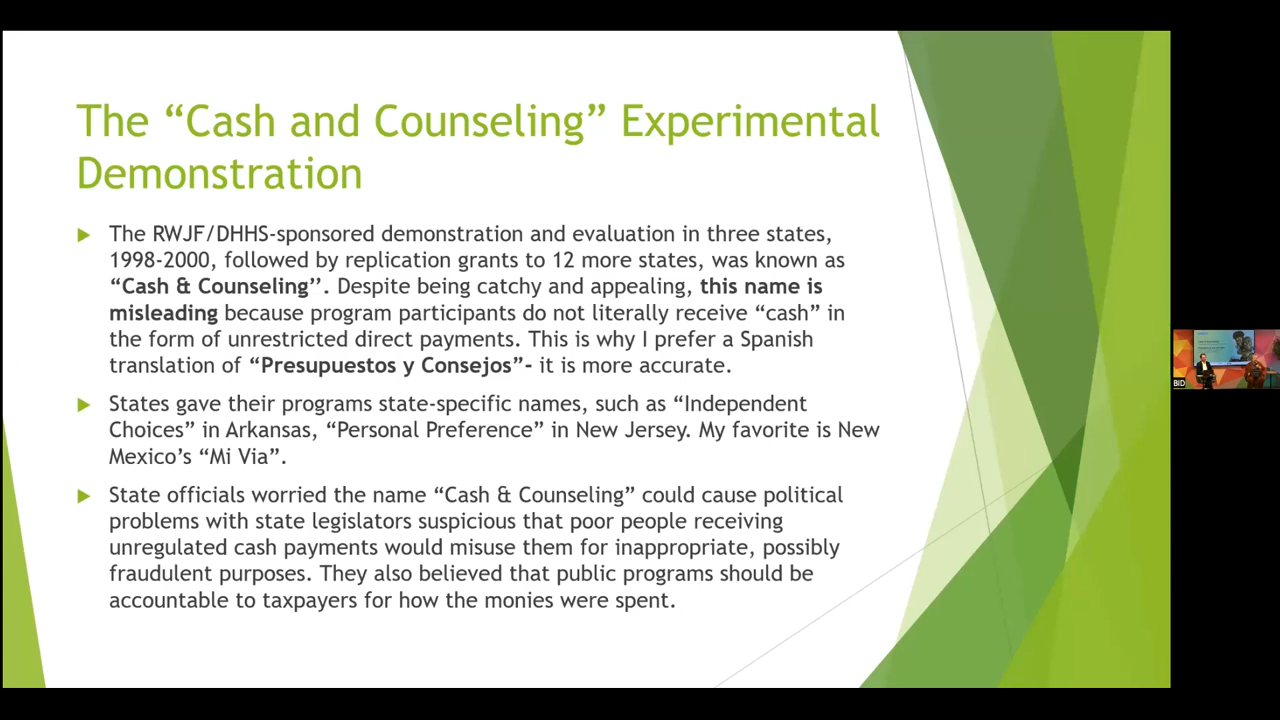 The “Cash and Counseling” Experimental
Demonstration
The RWJF/DHHS-sponsored demonstration and evaluation in three states,
1998-2000, followed by replication grants to 12 more states, was known as
“Cash & Counseling’’. Despite being catchy and appealing, this name is
misleading because program participants do not literally receive “cash” in
the form of unrestricted direct payments. This is why I prefer a Spanish
translation of “Presupuestos y Consejos”- it is more accurate.
States gave their programs state-specific names, such as “Independent
Choices” in Arkansas, “Personal Preference” in New Jersey. My favorite is New
Mexico’s “Mi Via”.
State officials worried the name “Cash & Counseling” could cause political
problems with state legislators suspicious that poor people receiving
unregulated cash payments would misuse them for inappropriate, possibly
fraudulent purposes. They also believed that public programs should be
accountable to taxpayers for how the monies were spent.
BID